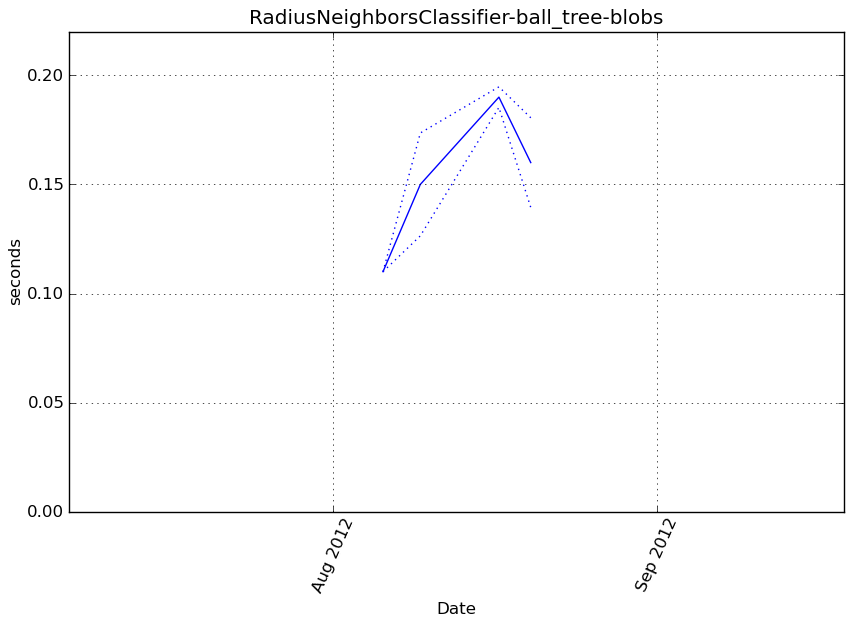 RadiusNeighborsClassifier-ball_tree-blobs
0.20
0.15
0.10
0.05
0.00
seconds
Aug 2012
Sep 2012
Date